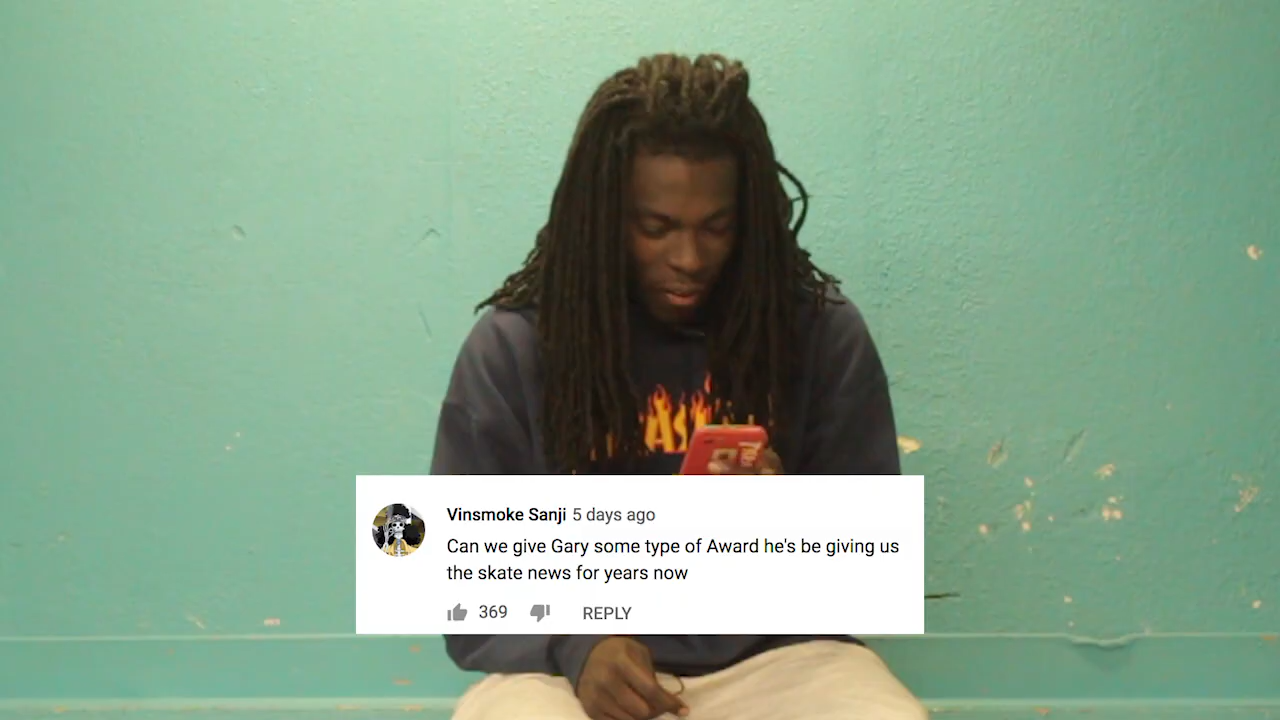 Vinsmoke Sanji 5 days ago
Can we give Gary some type of Award he's be giving us
the skate news for years now
369 REPLY